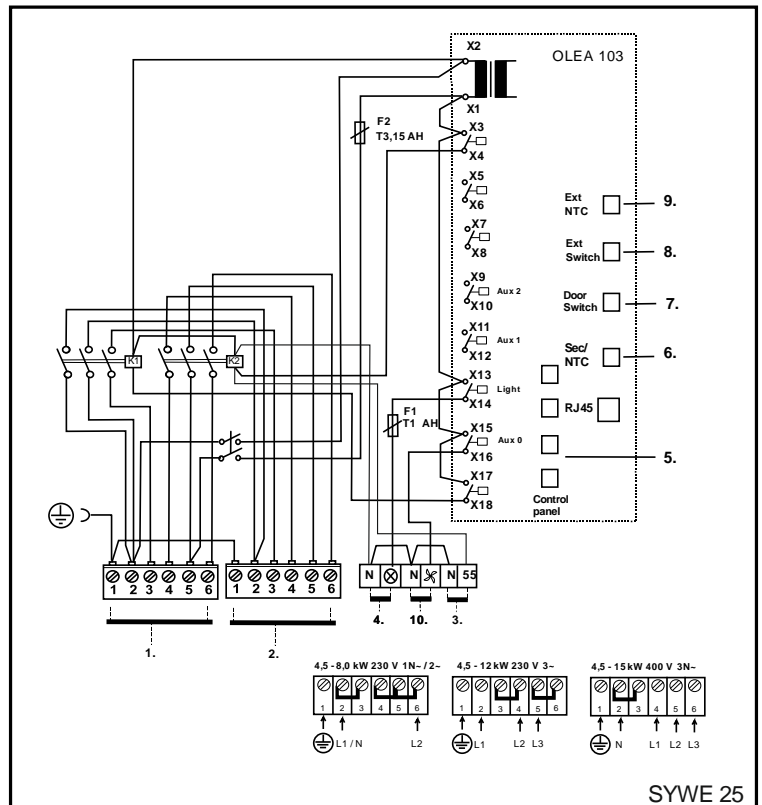 X2
OLEA 103
X1
F2
T3,15 AH
X3
X4
X5
X6
Ext
NTC
9.
X7
X8
Ext
Switch
8.
X9
Aux 2
X10
Door
Switch
7.
X11
Aux 1
X12
Sec/
NTC
6.
K1
K2
X13
Light
X14
RJ45
F1
T1 AH
X15
Aux 0
X16
5.
X17
X18
Control
panel
1 2 3 4 5 6
1 2 3 4 5 6
N N N 55
4. 10. 3.
1.
2.
4,5 - 8,0 kW 230 V 1N~ / 2~
1 2 3 4 5 6
L1 / N L2
4,5 - 12 kW 230 V 3~
1 2 3 4 5 6
L1 L2 L3
4,5 - 15 kW 400 V 3N~
1 2 3 4 5 6
N L1 L2 L3
SYWE 25